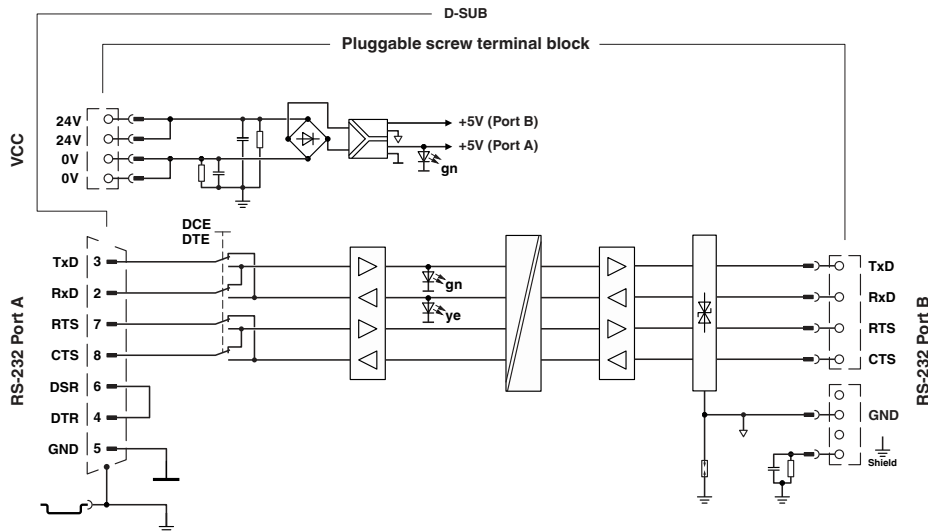 D-SUB
Pluggable screw terminal block
VCC
24V
24V
0V
0V
+5V (Port B)
+5V (Port A)
gn
DCE
DTE
RS-232 Port A
TxD 3
RxD 2
RTS 7
CTS 8
DSR 6
DTR 4
GND 5
gn
ye
TxD
RxD
RTS
CTS
GND
Shield
RS-232 Port B